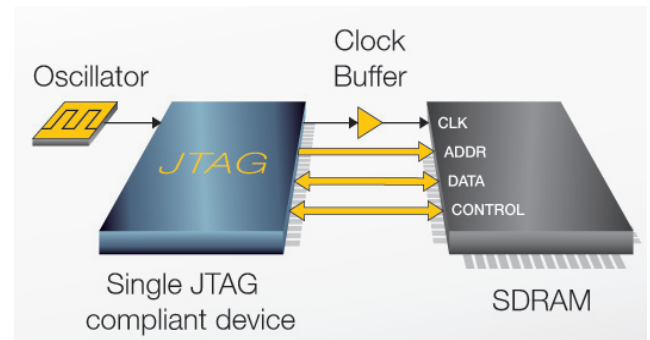 Oscillator
Clock
Buffer
JTAG
CLK
ADDR
DATA
CONTROL
Single JTAG
compliant device
SDRAM